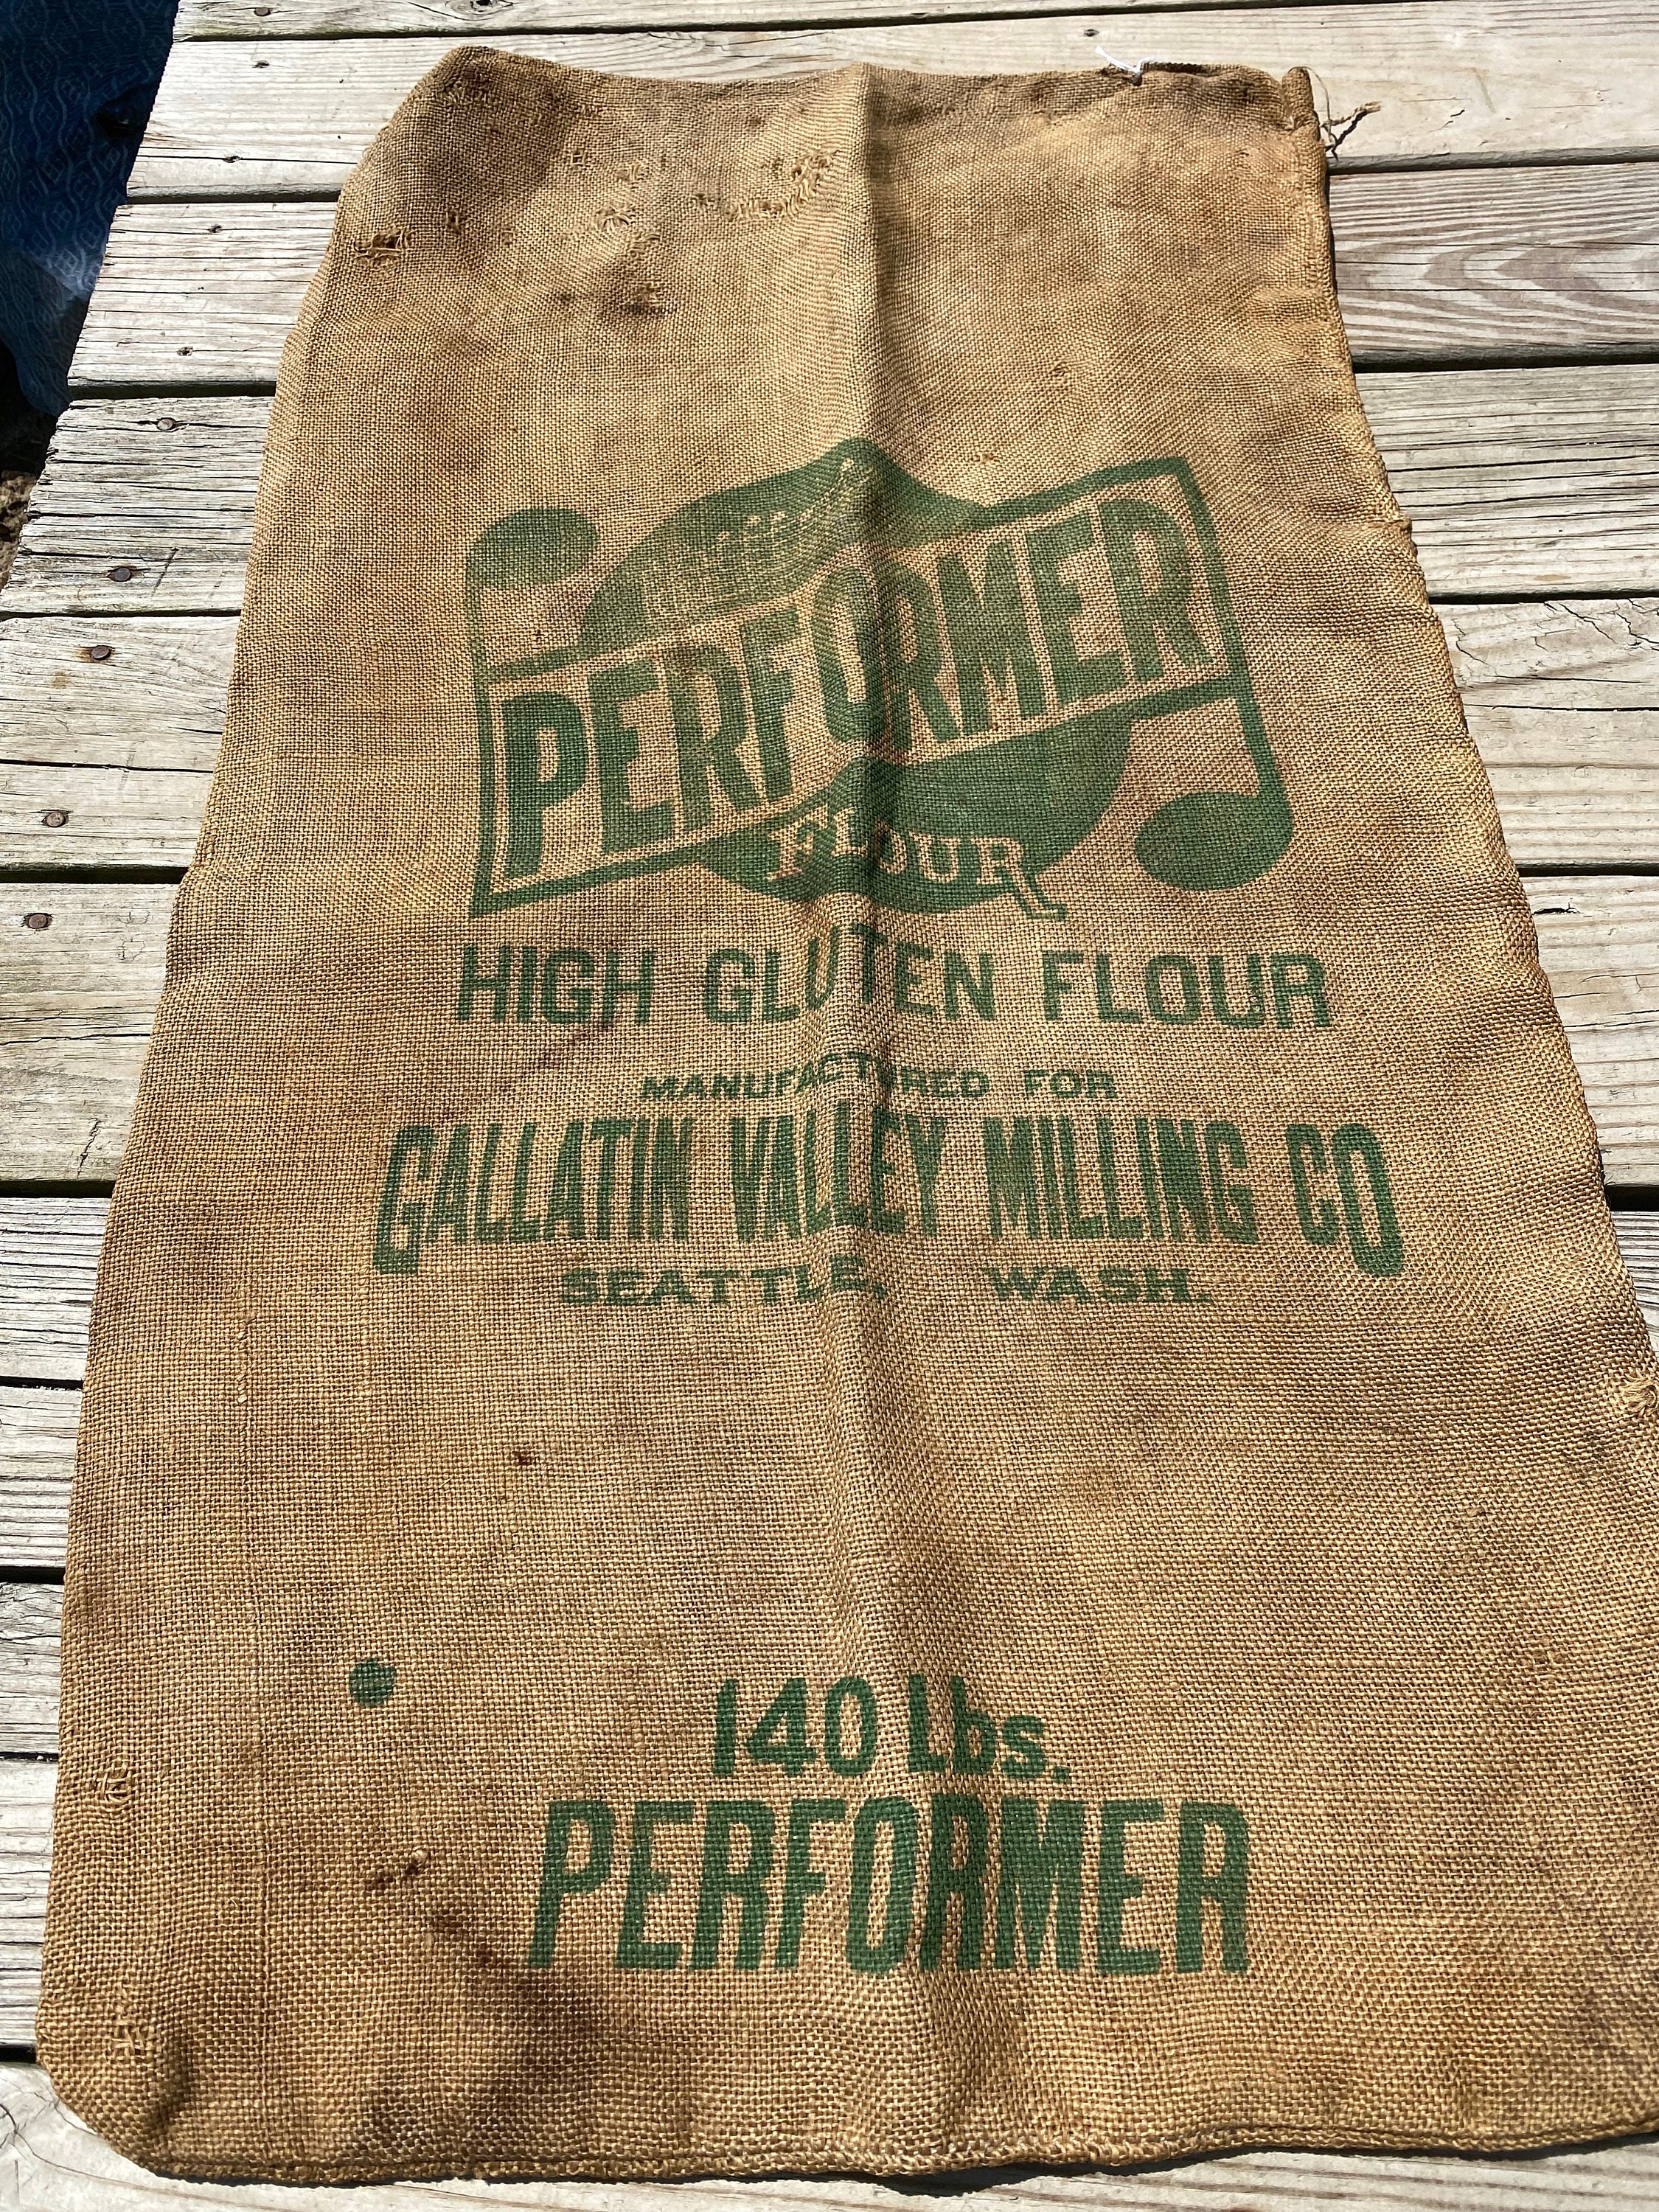 PERFORMER
FLOUR
HIGH GLUTEN FLOUR
MANUFACTURED FOR
GALLATIN VALLEY MILLING CO
SEATTLE, WASH.
140 Lbs.
PERFORMER